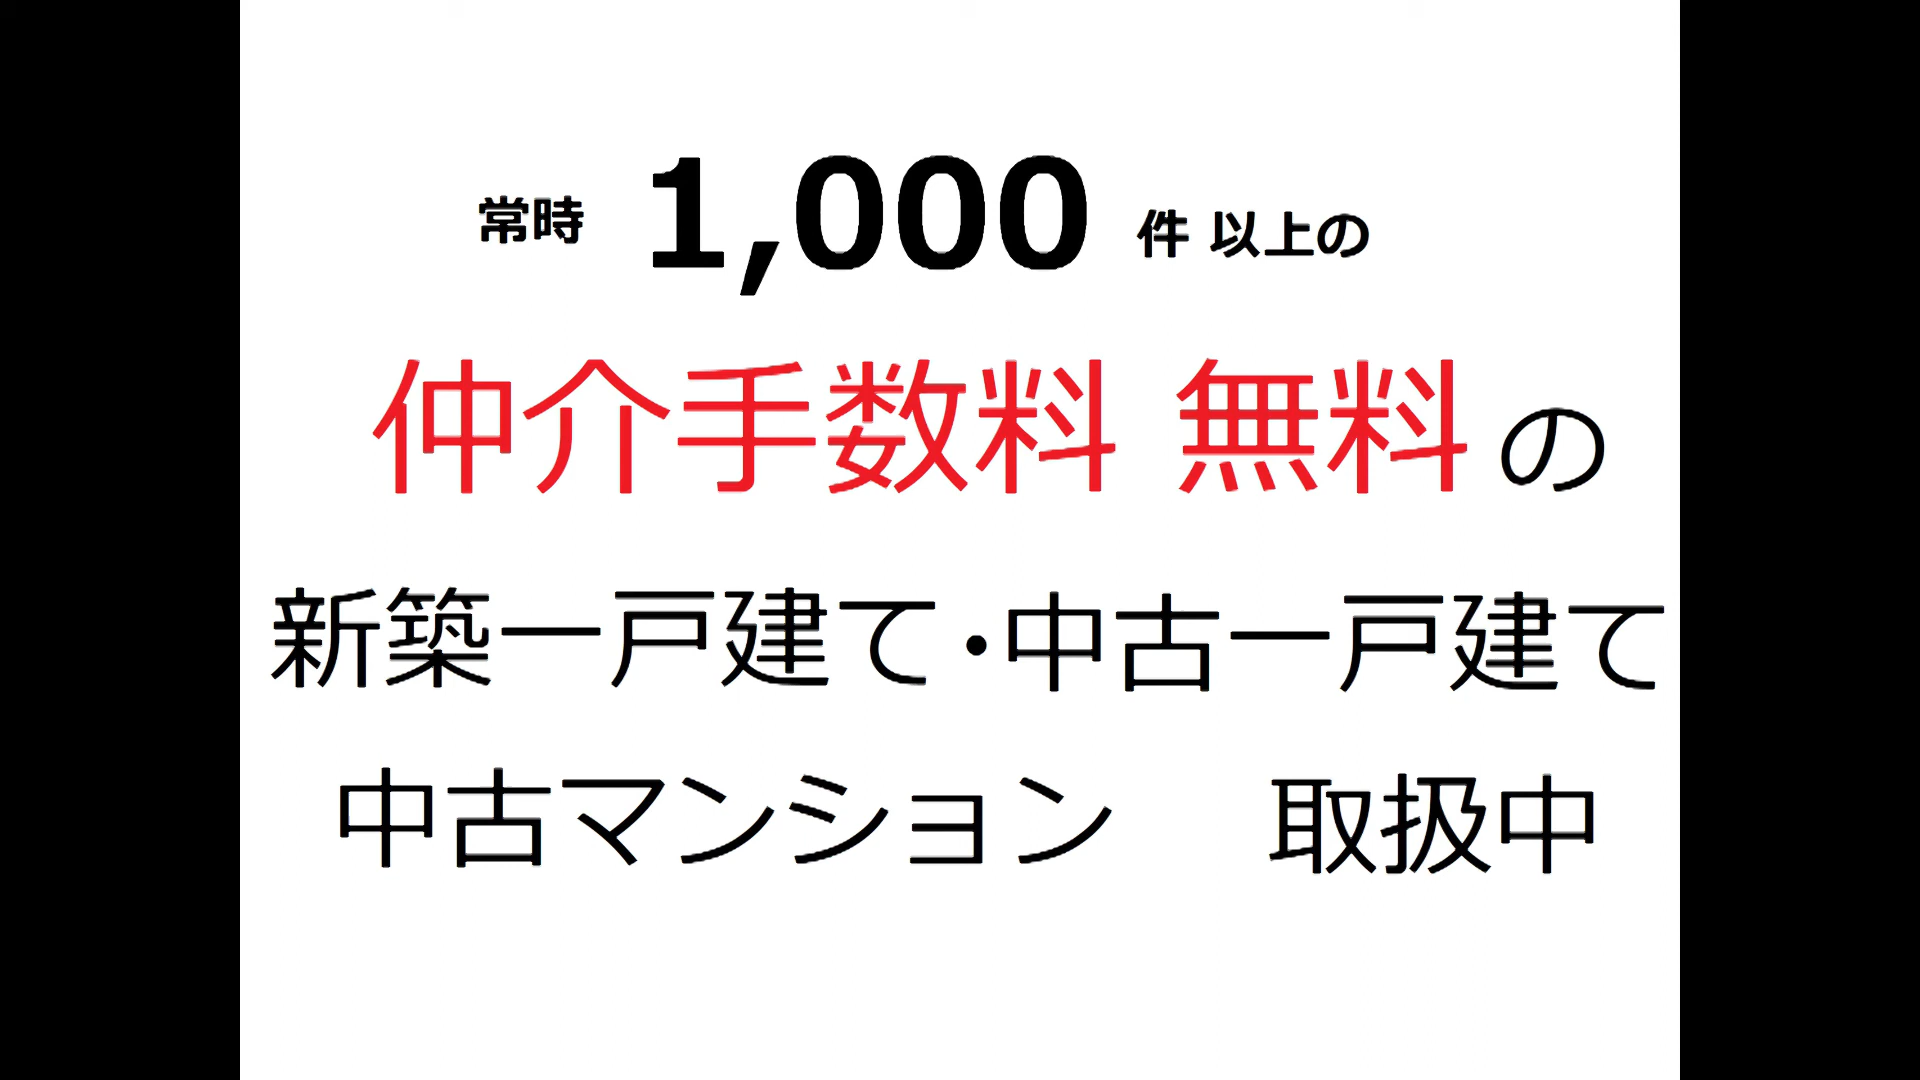 常時 1,000 件 以上の
仲介手数料 無料 の
新築一戸建て・中古一戸建て
中古マンション 取扱中